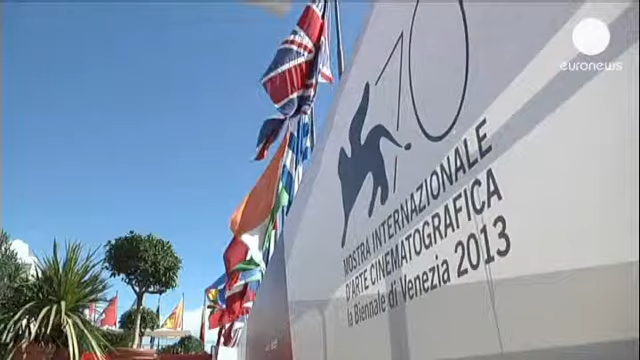 euronews
70
MOSTRA INTERNAZIONALE
D'ARTE CINEMATOGRAFICA
la Biennale di Venezia 2013